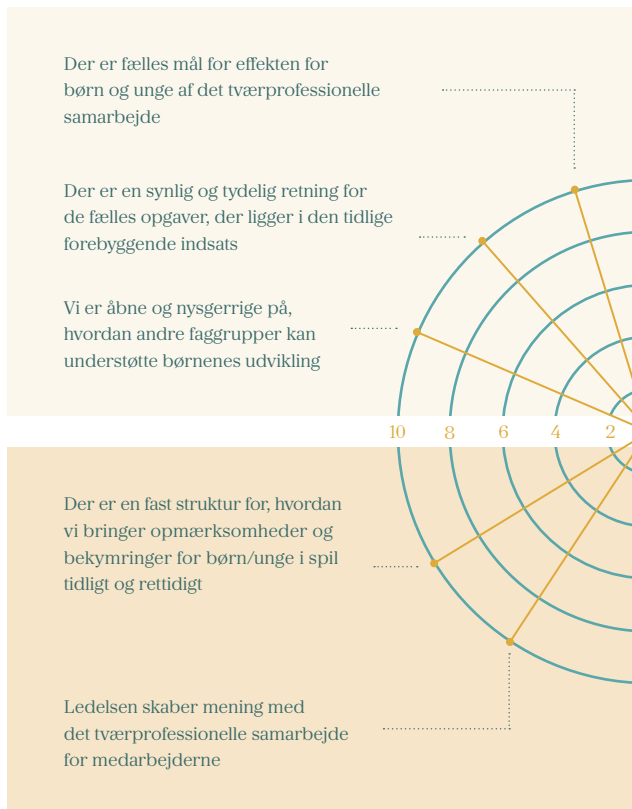 Der er fælles mål for effekten for
børn og unge af det tværprofessionelle
samarbejde
Der er en synlig og tydelig retning for
de fælles opgaver, der ligger i den tidlige
forebyggende indsats
Vi er åbne og nysgerrige på,
hvordan andre faggrupper kan
understøtte børnenes udvikling
10 8 6 4 2
Der er en fast struktur for, hvordan
vi bringer opmærksomheder og
bekymringer for børn/unge i spil
tidligt og rettidigt
Ledelsen skaber mening med
det tværprofessionelle samarbejde
for medarbejderne